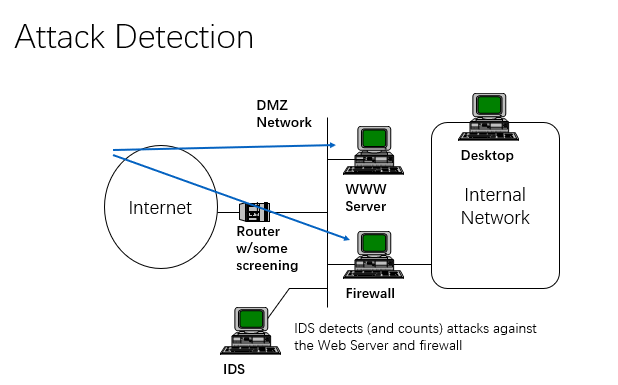 Attack Detection
DMZ
Network
Desktop
WWW
Server
Internal
Network
Internet
Router
w/some
screening
Firewall
IDS detects (and counts) attacks against
the Web Server and firewall
IDS